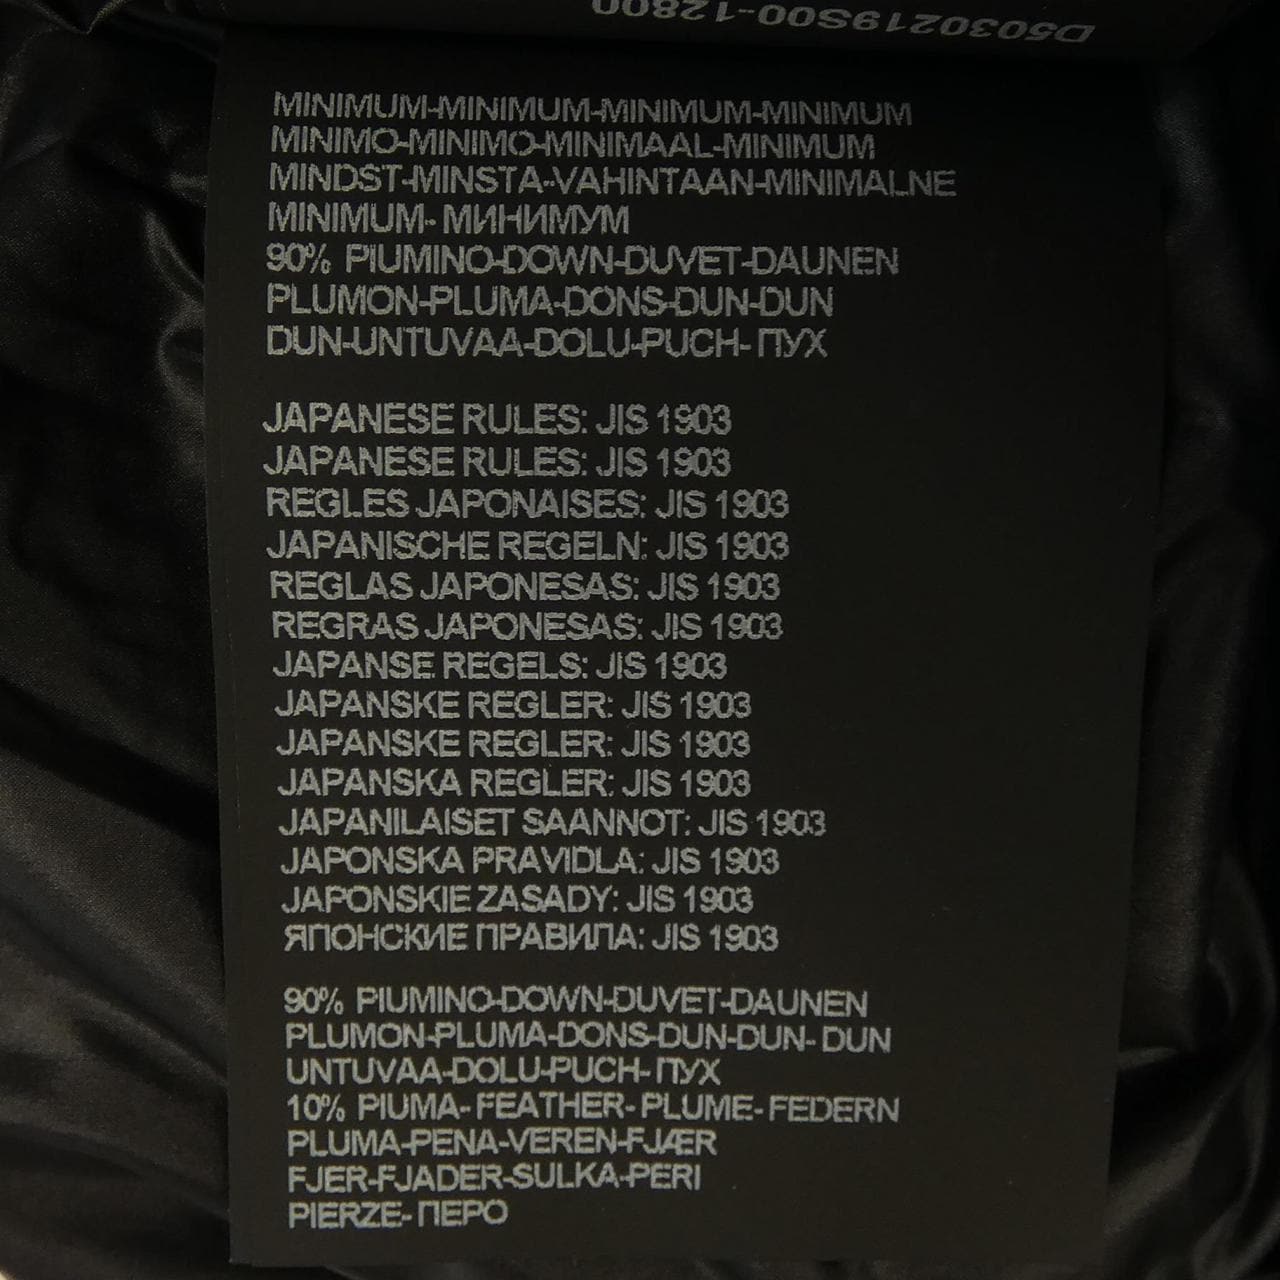 D5030219S00-12800
MINIMUM-MINIMUM-MINIMUM-MINIMUM
MINIMO-MINIMO-MINIMAAL-MINIMUM
MINDST-MINSTA-VAHINTAAN-MINIMALNE
MINIMUM- МИНИМУМ
90% PIUMINO-DOWN-DUVET-DAUNEN
PLUMON-PLUMA-DONS-DUN-DUN
DUN-UNTUVAA-DOLU-PUCH- ПУХ
JAPANESE RULES: JIS 1903
JAPANESE RULES: JIS 1903
REGLES JAPONAISES: JIS 1903
JAPANISCHE REGELN: JIS 1903
REGLAS JAPONESAS: JIS 1903
REGRAS JAPONESAS: JIS 1903
JAPANSE REGELS: JIS 1903
JAPANSKE REGLER: JIS 1903
JAPANSKE REGLER: JIS 1903
JAPANSKA REGLER: JIS 1903
JAPANILAISET SAANNOT: JIS 1903
JAPONSKA PRAVIDLA: JIS 1903
JAPONSKIE ZASADY: JIS 1903
ЯПОНСКИЕ ПРАВИЛА: JIS 1903
90% PIUMINO-DOWN-DUVET-DAUNEN
PLUMON-PLUMA-DONS-DUN-DUN- DUN
UNTUVAA-DOLU-PUCH- ПУХ
10% PIUMA- FEATHER- PLUME- FEDERN
PLUMA-PENA-VEREN-FJÆR
FJER-FJADER-SULKA-PERI
PIERZE- ПЕРО